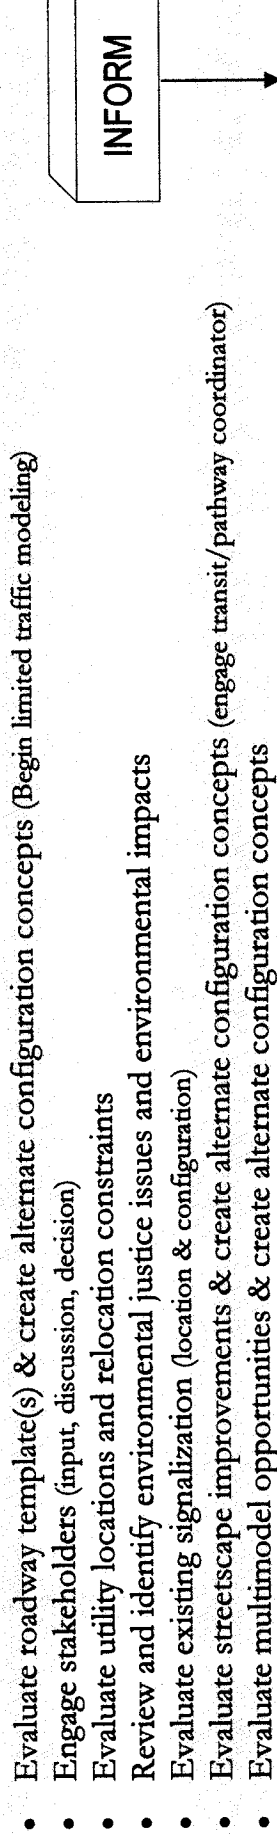 • Evaluate roadway template(s) & create alternate configuration concepts (Begin limited traffic modeling)
• Engage stakeholders (input, discussion, decision)
• Evaluate utility locations and relocation constraints
• Review and identify environmental justice issues and environmental impacts
• Evaluate existing signalization (location & configuration)
• Evaluate streetscape improvements & create alternate configuration concepts (engage transit/pathway coordinator)
• Evaluate multimodel opportunities & create alternate configuration concepts
INFORM